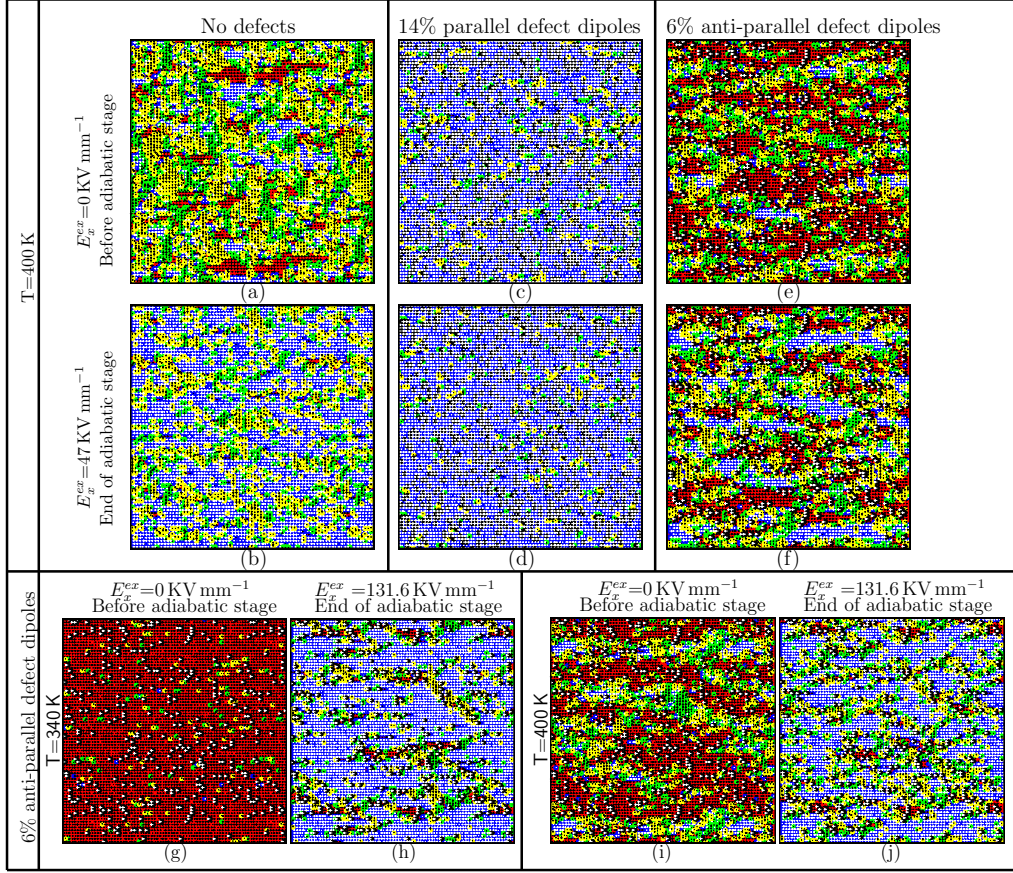 No defects
14% parallel defect dipoles
6% anti-parallel defect dipoles
T=400 K
E_x^{ex}=0 KV mm^{-1}
Before adiabatic stage
(a)
(c)
(e)
E_x^{ex}=47 KV mm^{-1}
End of adiabatic stage
(b)
(d)
(f)
6% anti-parallel defect dipoles
E_x^{ex}=0 KV mm^{-1}
Before adiabatic stage
E_x^{ex} =131.6 KV mm^{-1}
End of adiabatic stage
E_x^{ex}=0 KV mm^{-1}
Before adiabatic stage
E_x^{ex} =131.6 KV mm^{-1}
End of adiabatic stage
T=340 K
(g)
(h)
T=400 K
(i)
(j)